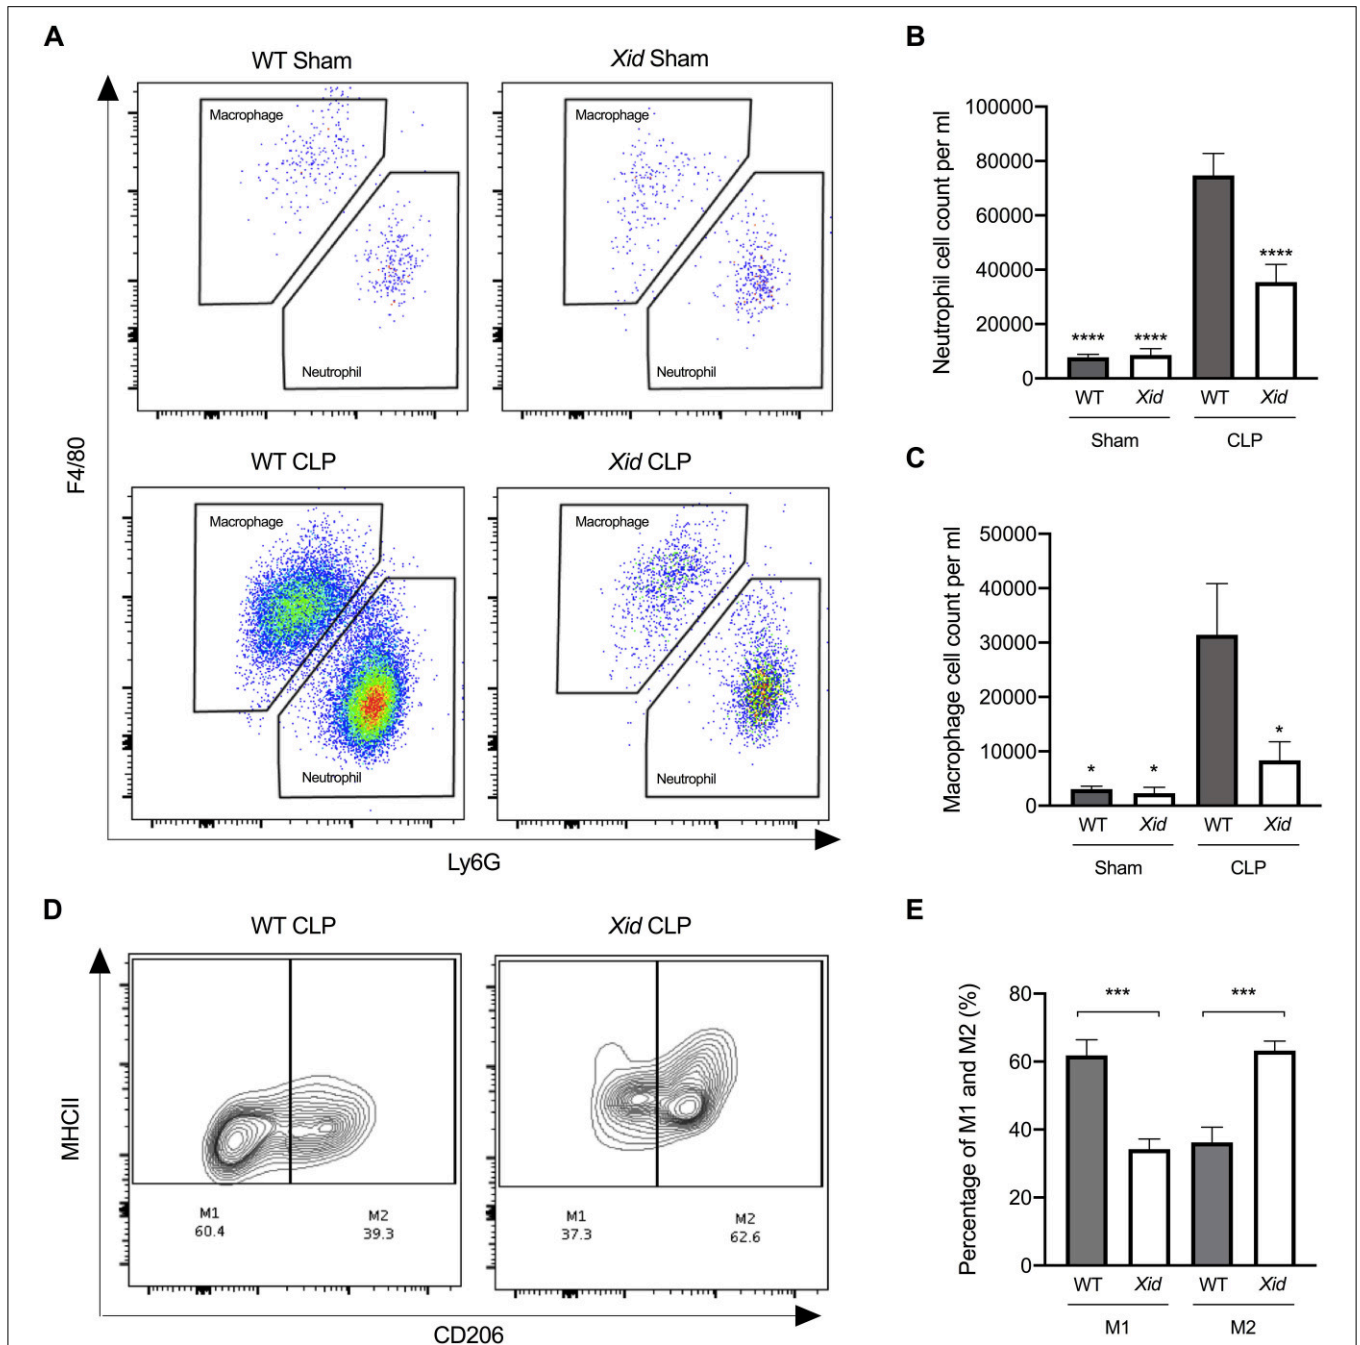 A
WT Sham
Xid Sham
Macrophage
Neutrophil
Macrophage
Neutrophil
WT CLP
Xid CLP
Macrophage
Neutrophil
Macrophage
Neutrophil
F4/80
Ly6G
B
Neutrophil cell count per ml
100000
80000
60000
40000
20000
0
**** **** ****
WT Xid WT Xid
Sham CLP
C
Macrophage cell count per ml
50000
40000
30000
20000
10000
0
* * *
WT Xid WT Xid
Sham CLP
D
WT CLP
Xid CLP
M1
60.4
M2
39.3
M1
37.3
M2
62.6
MHCII
CD206
E
Percentage of M1 and M2 (%)
80
60
40
20
0
*** ***
WT Xid WT Xid
M1 M2